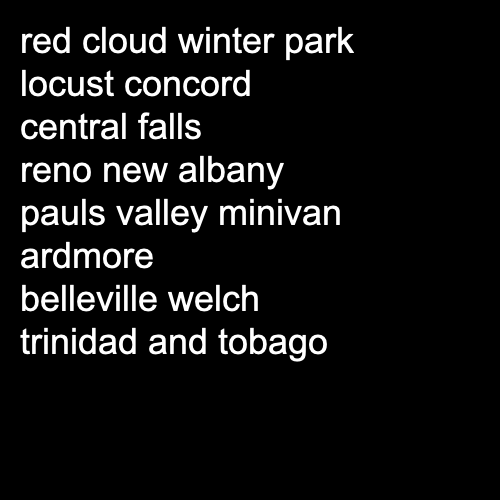 red cloud winter park
locust concord
central falls
reno new albany
pauls valley minivan
ardmore
belleville welch
trinidad and tobago